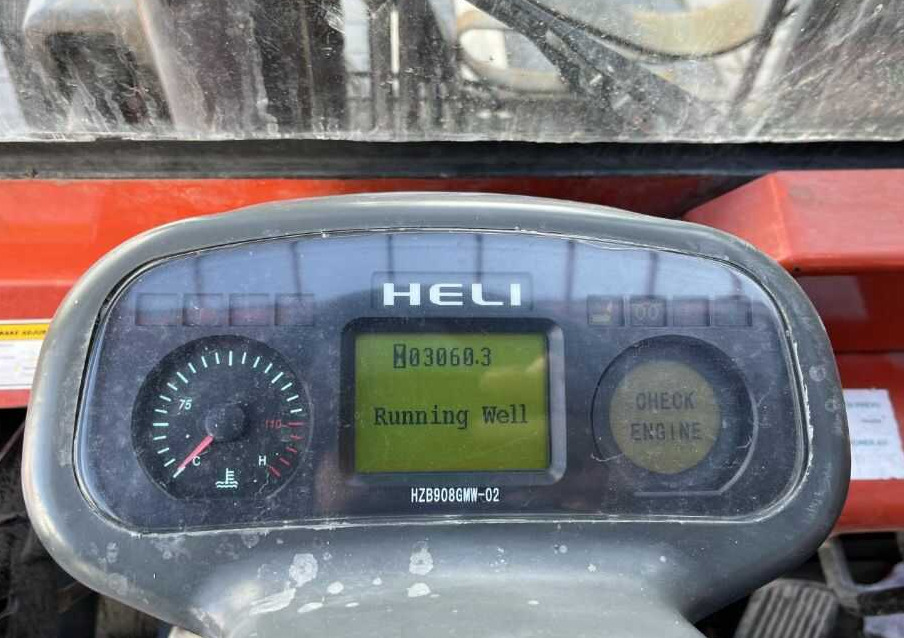 HELI
03060.3
Running Well
75
110
C
H
CHECK
ENGINE
HZB908GMW-02